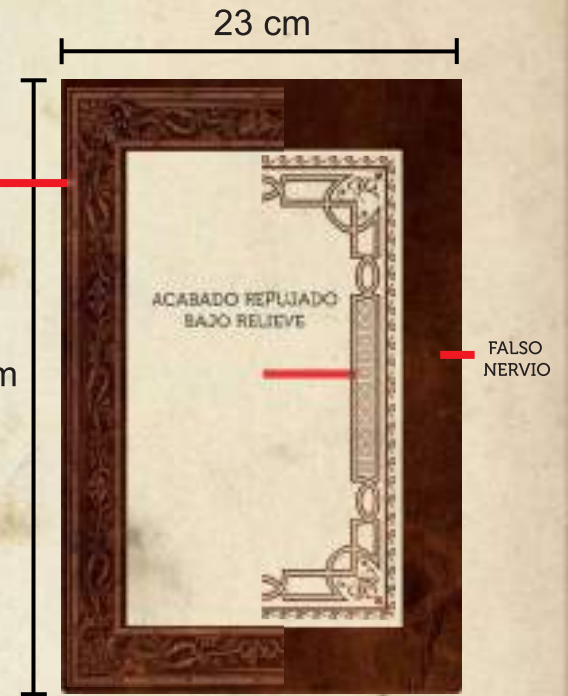 23 cm
ACABADO REPUJADO
BAJO RELIEVE
m
FALSO
NERVIO